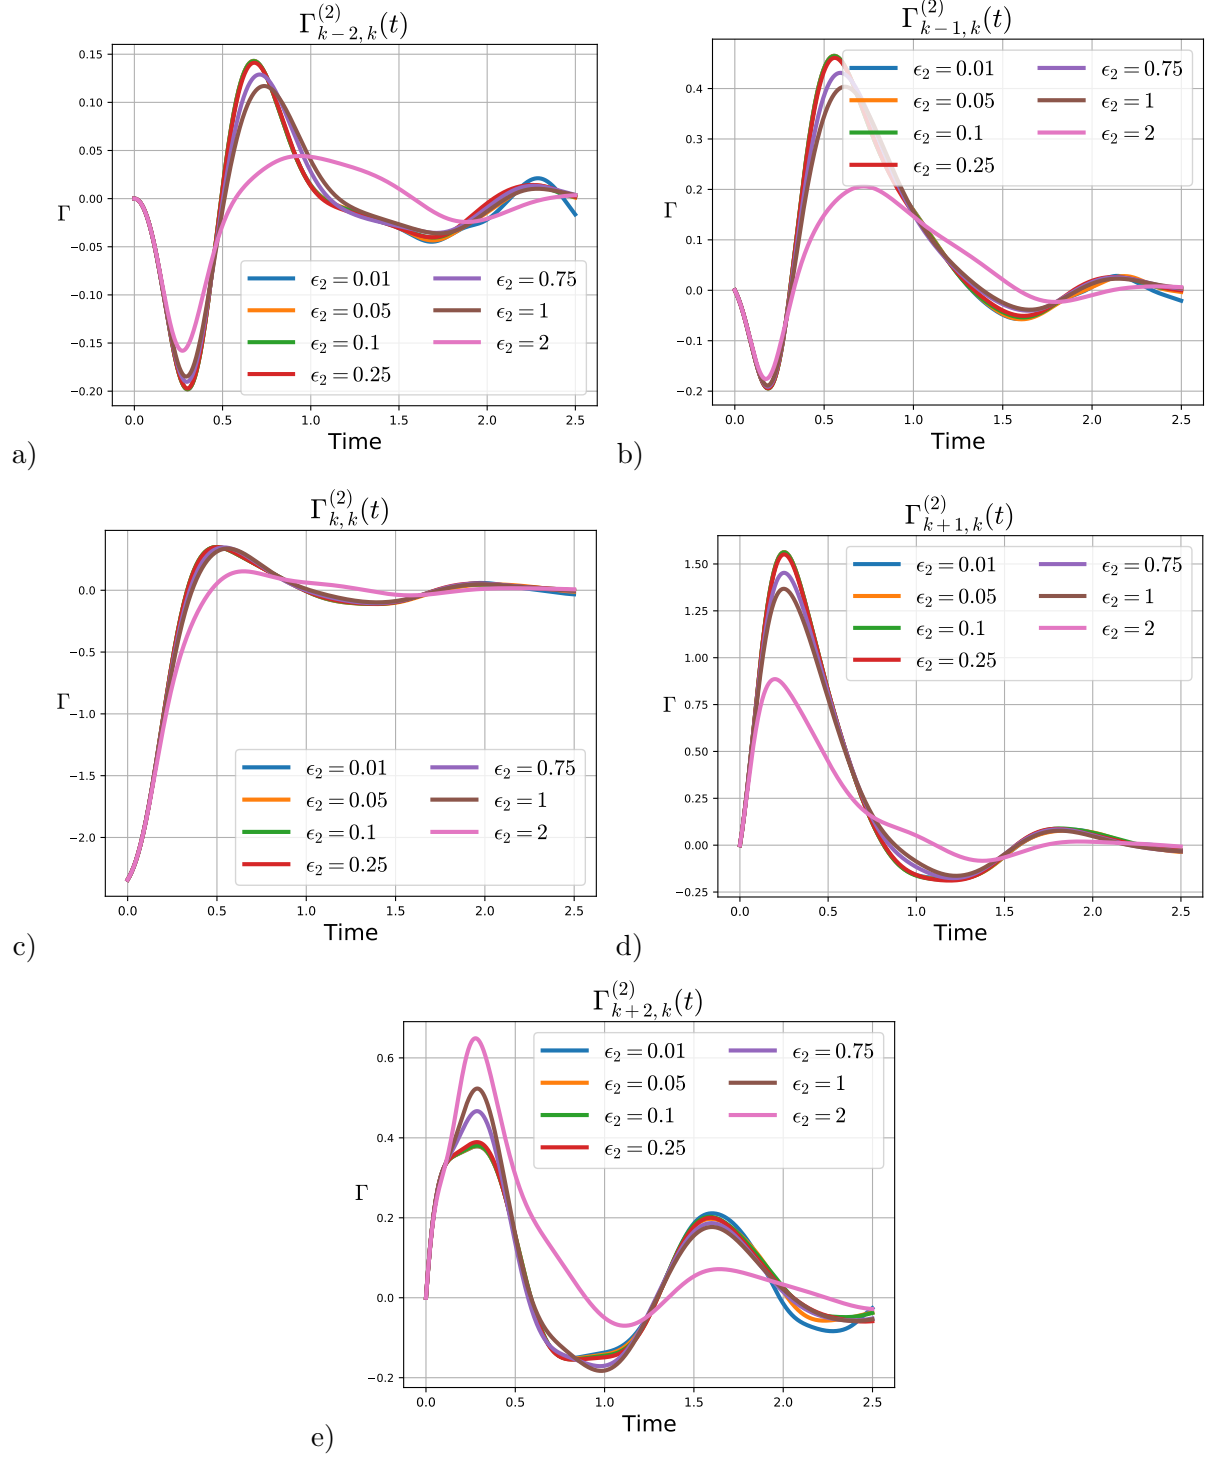 Γ^{(2)}_{k−2,k}(t)
0.15
0.10
0.05
0.00
−0.05
−0.10
−0.15
−0.20
Γ
ϵ₂ = 0.01
ϵ₂ = 0.05
ϵ₂ = 0.1
ϵ₂ = 0.25
ϵ₂ = 0.75
ϵ₂ = 1
ϵ₂ = 2
0.0 0.5 1.0 1.5 2.0 2.5
Time
a)
Γ^{(2)}_{k−1,k}(t)
0.4
0.3
0.2
0.1
0.0
−0.1
−0.2
Γ
ϵ₂ = 0.01
ϵ₂ = 0.05
ϵ₂ = 0.1
ϵ₂ = 0.25
ϵ₂ = 0.75
ϵ₂ = 1
ϵ₂ = 2
0.0 0.5 1.0 1.5 2.0 2.5
Time
b)
Γ^{(2)}_{k,k}(t)
0.0
−0.5
−1.0
−1.5
−2.0
Γ
ϵ₂ = 0.01
ϵ₂ = 0.05
ϵ₂ = 0.1
ϵ₂ = 0.25
ϵ₂ = 0.75
ϵ₂ = 1
ϵ₂ = 2
0.0 0.5 1.0 1.5 2.0 2.5
Time
c)
Γ^{(2)}_{k+1,k}(t)
1.50
1.25
1.00
0.75
0.50
0.25
0.00
−0.25
Γ
ϵ₂ = 0.01
ϵ₂ = 0.05
ϵ₂ = 0.1
ϵ₂ = 0.25
ϵ₂ = 0.75
ϵ₂ = 1
ϵ₂ = 2
0.0 0.5 1.0 1.5 2.0 2.5
Time
d)
Γ^{(2)}_{k+2,k}(t)
0.6
0.4
0.2
0.0
−0.2
Γ
ϵ₂ = 0.01
ϵ₂ = 0.05
ϵ₂ = 0.1
ϵ₂ = 0.25
ϵ₂ = 0.75
ϵ₂ = 1
ϵ₂ = 2
0.0 0.5 1.0 1.5 2.0 2.5
Time
e)